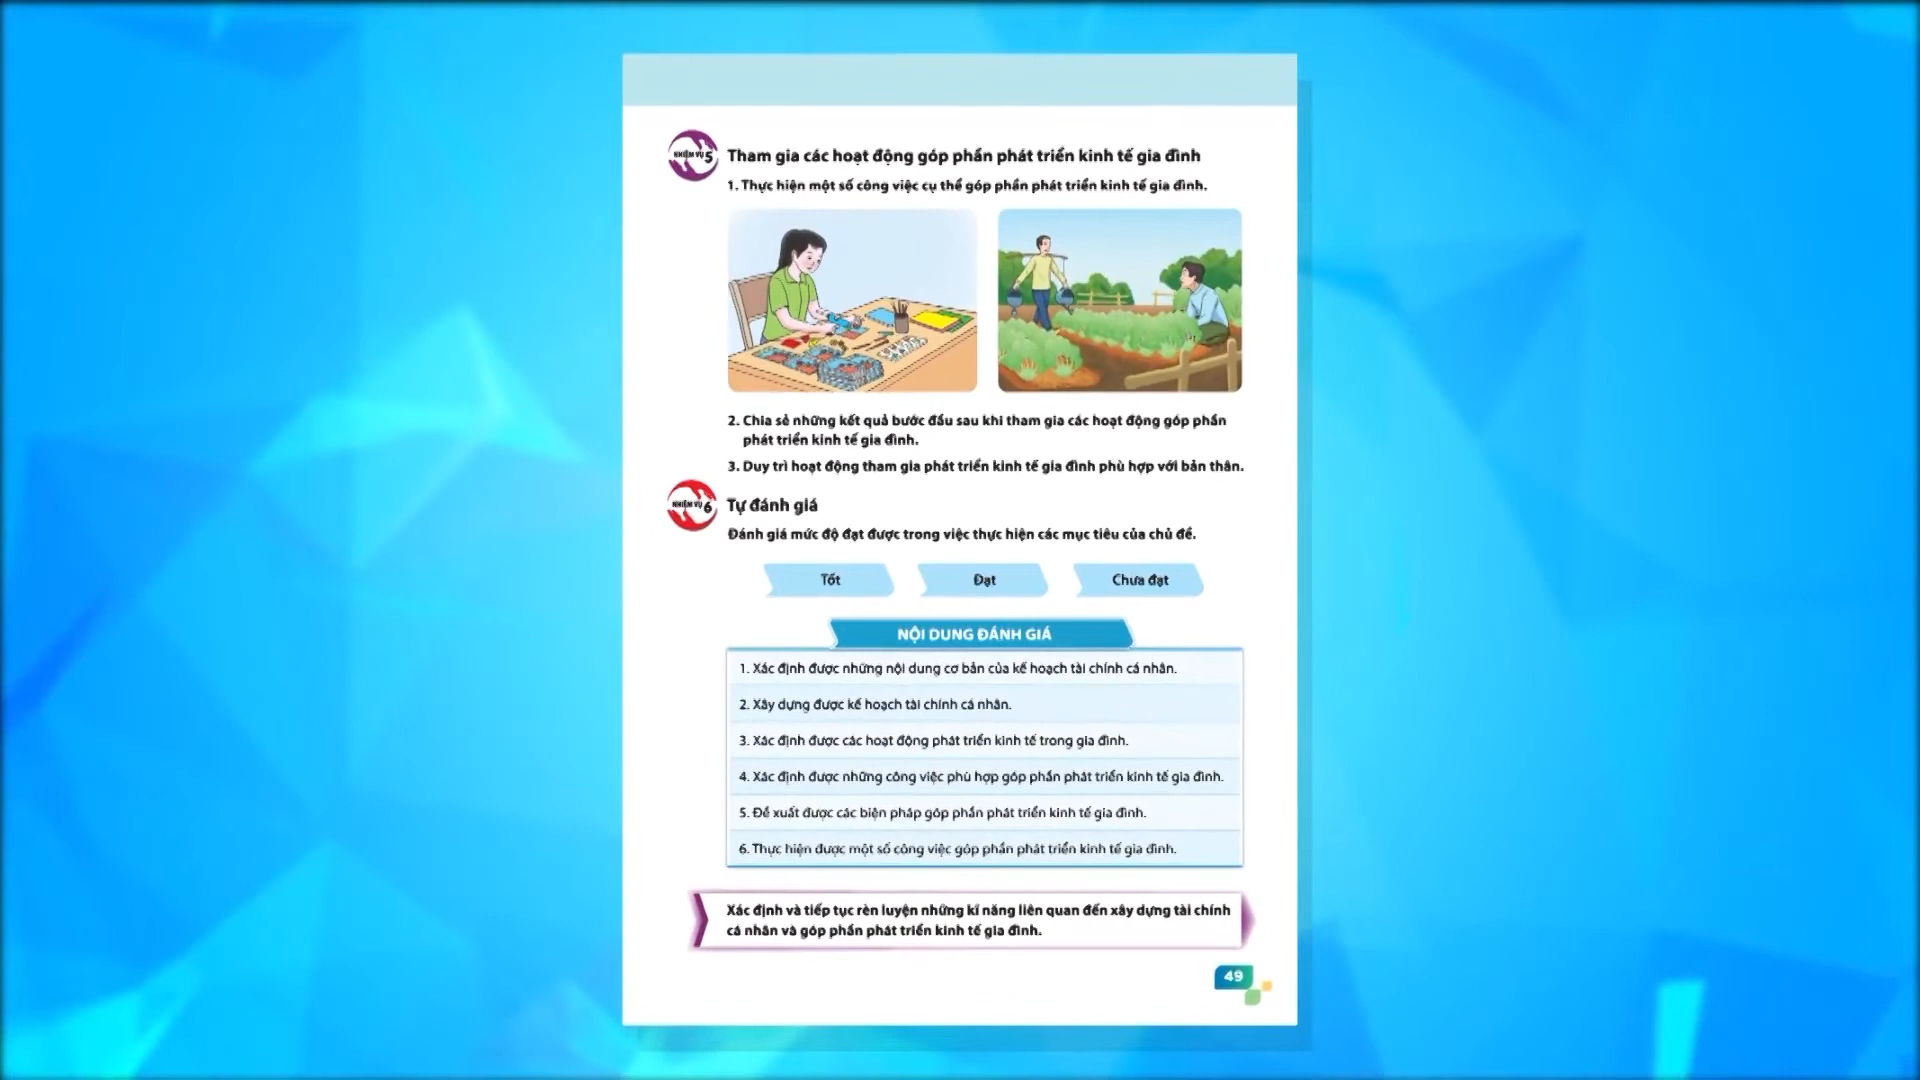 NHIỆM VỤ 5
Tham gia các hoạt động góp phần phát triển kinh tế gia đình
1. Thực hiện một số công việc cụ thể góp phần phát triển kinh tế gia đình.
2. Chia sẻ những kết quả bước đầu sau khi tham gia các hoạt động góp phần
phát triển kinh tế gia đình.
3. Duy trì hoạt động tham gia phát triển kinh tế gia đình phù hợp với bản thân.
NHIỆM VỤ 6
Tự đánh giá
Đánh giá mức độ đạt được trong việc thực hiện các mục tiêu của chủ đề.
Tốt
Đạt
Chưa đạt
NỘI DUNG ĐÁNH GIÁ
1. Xác định được những nội dung cơ bản của kế hoạch tài chính cá nhân.
2. Xây dựng được kế hoạch tài chính cá nhân.
3. Xác định được các hoạt động phát triển kinh tế trong gia đình.
4. Xác định được những công việc phù hợp góp phần phát triển kinh tế gia đình.
5. Đề xuất được các biện pháp góp phần phát triển kinh tế gia đình.
6. Thực hiện được một số công việc góp phần phát triển kinh tế gia đình.
Xác định và tiếp tục rèn luyện những kĩ năng liên quan đến xây dựng tài chính
cá nhân và góp phần phát triển kinh tế gia đình.
49